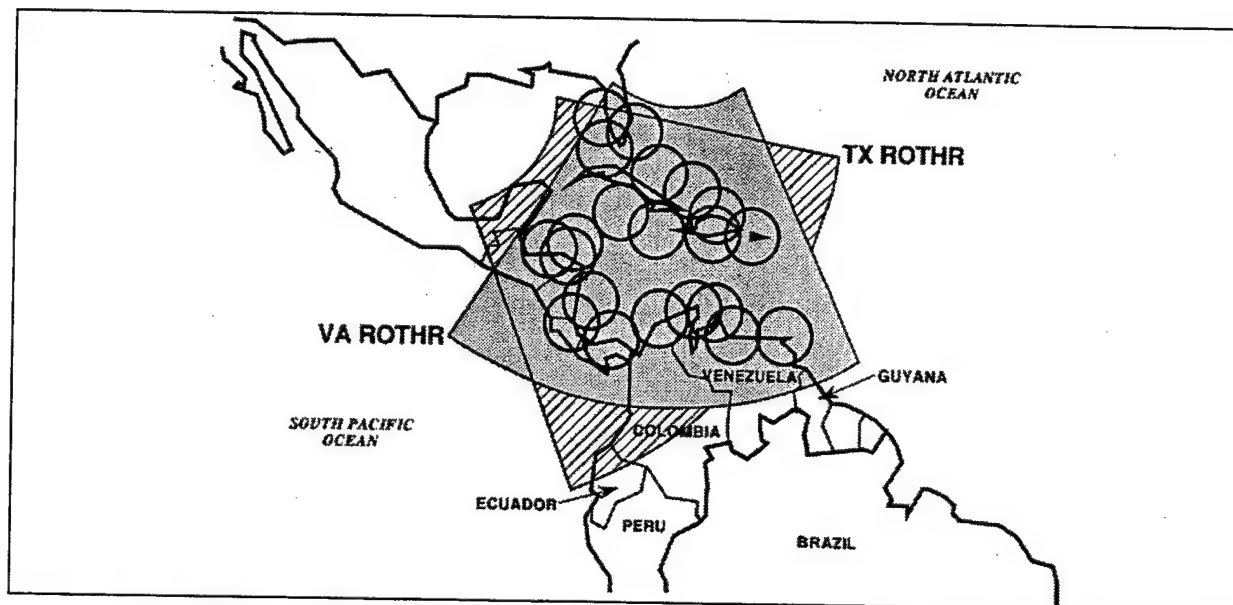 NORTH ATLANTIC
OCEAN
TX ROTHR
VA ROTHR
VENEZUELA
GUYANA
SOUTH PACIFIC
OCEAN
COLOMBIA
ECUADOR
PERU
BRAZIL